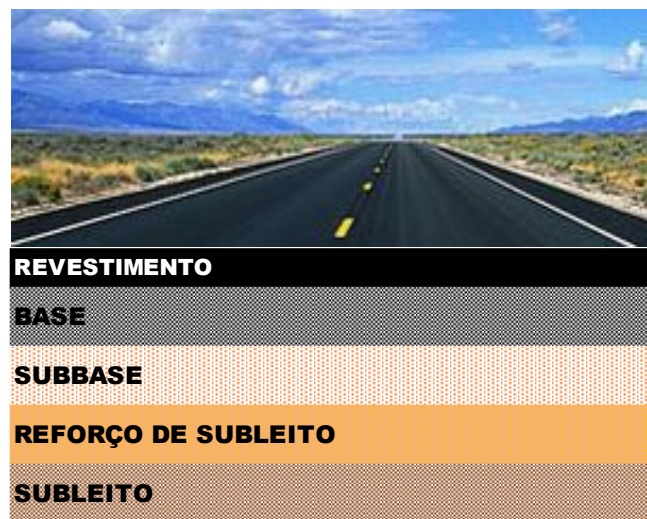 REVESTIMENTO
BASE
SUBBASE
REFORÇO DE SUBLEITO
SUBLEITO